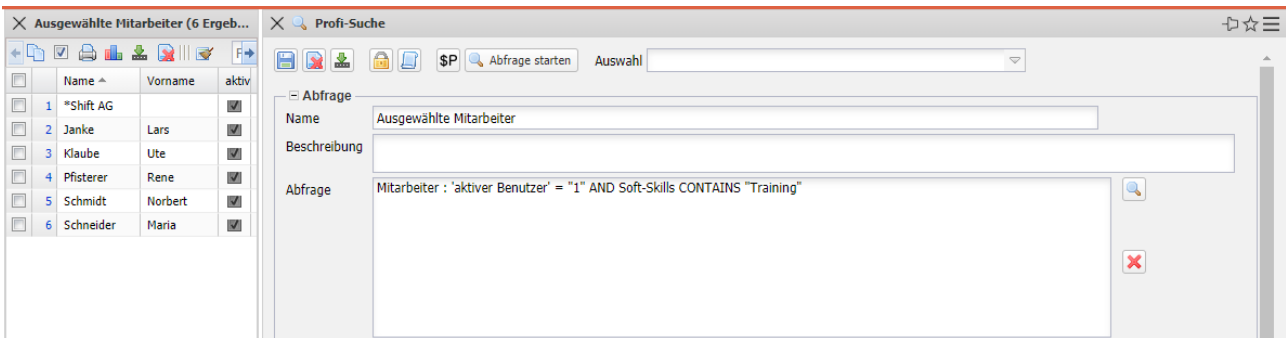 Ausgewählte Mitarbeiter (6 Ergeb...
Name
Vorname
aktiv
1 *Shift AG
2 Janke Lars
3 Klaube Ute
4 Pfisterer Rene
5 Schmidt Norbert
6 Schneider Maria
Profi-Suche
$P Abfrage starten Auswahl
Abfrage
Name Ausgewählte Mitarbeiter
Beschreibung
Abfrage Mitarbeiter : 'aktiver Benutzer' = "1" AND Soft-Skills CONTAINS "Training"